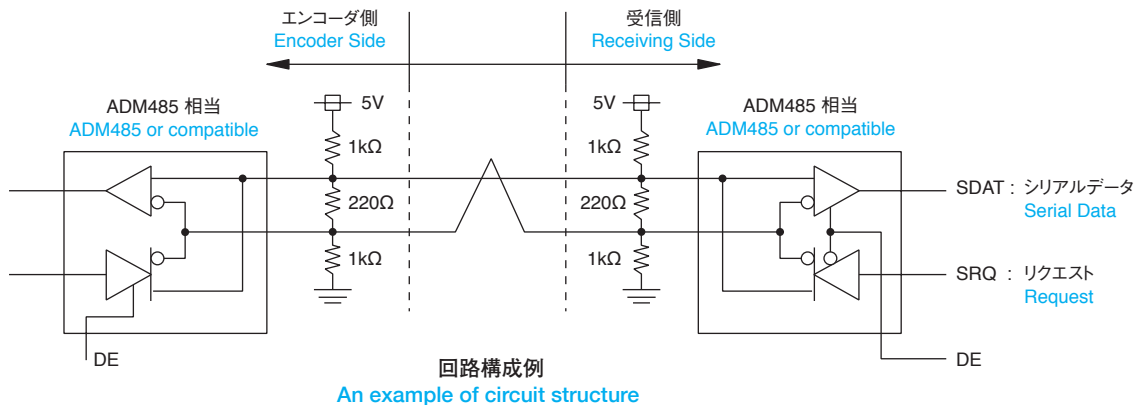 エンコーダ側
Encoder Side
受信側
Receiving Side
ADM485 相当
ADM485 or compatible
5V
1kΩ
220Ω
1kΩ
DE
5V
1kΩ
220Ω
1kΩ
ADM485 相当
ADM485 or compatible
SDAT : シリアルデータ
Serial Data
SRQ : リクエスト
Request
DE
回路構成例
An example of circuit structure